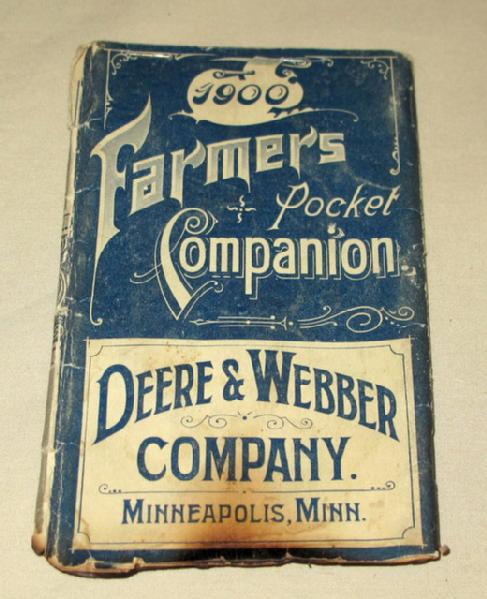 1900
Farmers
Pocket
Companion.
DEERE & WEBBER
COMPANY.
MINNEAPOLIS, MINN.